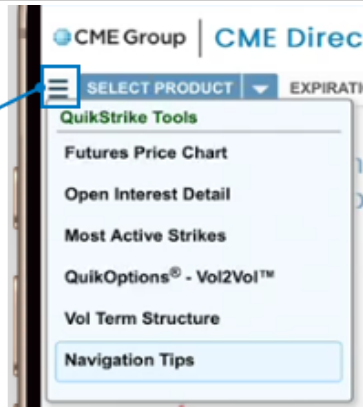 CME Group | CME Direc
SELECT PRODUCT EXPIRATI
QuikStrike Tools
Futures Price Chart
Open Interest Detail
Most Active Strikes
QuikOptions® - Vol2Vol™
Vol Term Structure
Navigation Tips